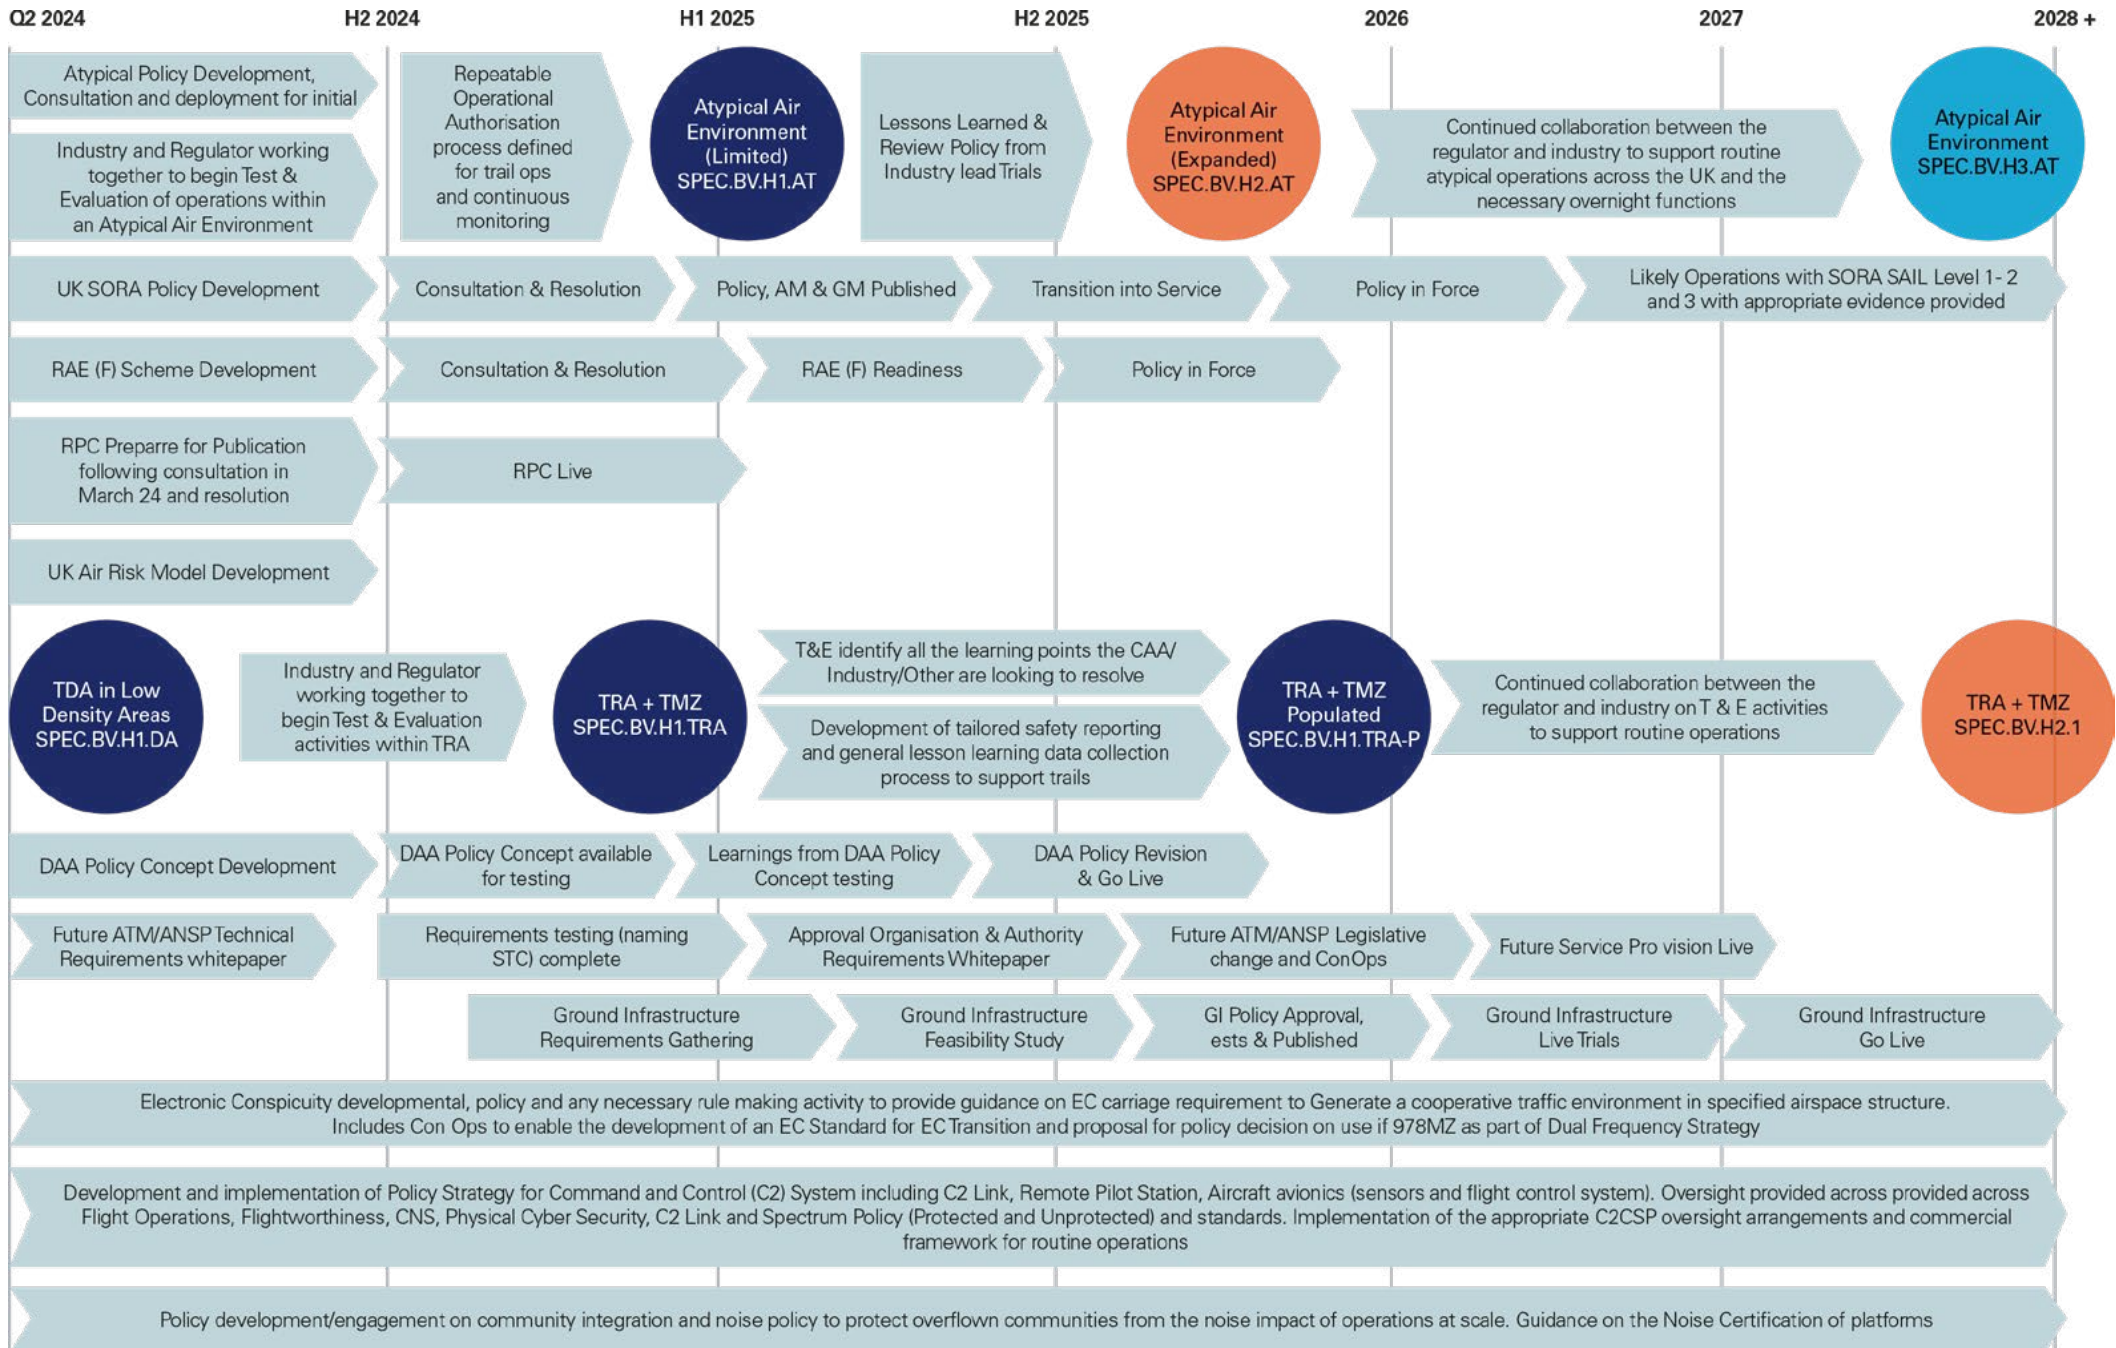 Q2 2024
H2 2024
H1 2025
H2 2025
2026
2027
2028 +
Atypical Policy Development,
Consultation and deployment for initial
Industry and Regulator working
together to begin Test &
Evaluation of operations within
an Atypical Air Environment
Repeatable
Operational
Authorisation
process defined
for trail ops
and continuous
monitoring
Atypical Air
Environment
(Limited)
SPEC.BV.H1.AT
Lessons Learned &
Review Policy from
Industry lead Trials
Atypical Air
Environment
(Expanded)
SPEC.BV.H2.AT
Continued collaboration between the
regulator and industry to support routine
atypical operations across the UK and the
necessary overnight functions
Atypical Air
Environment
SPEC.BV.H3.AT
UK SORA Policy Development
Consultation & Resolution
Policy, AM & GM Published
Transition into Service
Policy in Force
Likely Operations with SORA SAIL Level 1- 2
and 3 with appropriate evidence provided
RAE (F) Scheme Development
Consultation & Resolution
RAE (F) Readiness
Policy in Force
RPC Preparre for Publication
following consultation in
March 24 and resolution
RPC Live
UK Air Risk Model Development
TDA in Low
Density Areas
SPEC.BV.H1.DA
Industry and Regulator
working together to
begin Test & Evaluation
activities within TRA
TRA + TMZ
SPEC.BV.H1.TRA
T&E identify all the learning points the CAA/
Industry/Other are looking to resolve
Development of tailored safety reporting
and general lesson learning data collection
process to support trails
TRA + TMZ
Populated
SPEC.BV.H1.TRA-P
Continued collaboration between the
regulator and industry on T & E activities
to support routine operations
TRA + TMZ
SPEC.BV.H2.1
DAA Policy Concept Development
DAA Policy Concept available
for testing
Learnings from DAA Policy
Concept testing
DAA Policy Revision
& Go Live
Future ATM/ANSP Technical
Requirements whitepaper
Requirements testing (naming
STC) complete
Approval Organisation & Authority
Requirements Whitepaper
Future ATM/ANSP Legislative
change and ConOps
Future Service Pro vision Live
Ground Infrastructure
Requirements Gathering
Ground Infrastructure
Feasibility Study
GI Policy Approval,
ests & Published
Ground Infrastructure
Live Trials
Ground Infrastructure
Go Live
Electronic Conspicuity developmental, policy and any necessary rule making activity to provide guidance on EC carriage requirement to Generate a cooperative traffic environment in specified airspace structure.
Includes Con Ops to enable the development of an EC Standard for EC Transition and proposal for policy decision on use if 978MZ as part of Dual Frequency Strategy
Development and implementation of Policy Strategy for Command and Control (C2) System including C2 Link, Remote Pilot Station, Aircraft avionics (sensors and flight control system). Oversight provided across provided across
Flight Operations, Flightworthiness, CNS, Physical Cyber Security, C2 Link and Spectrum Policy (Protected and Unprotected) and standards. Implementation of the appropriate C2CSP oversight arrangements and commercial
framework for routine operations
Policy development/engagement on community integration and noise policy to protect overflown communities from the noise impact of operations at scale. Guidance on the Noise Certification of platforms